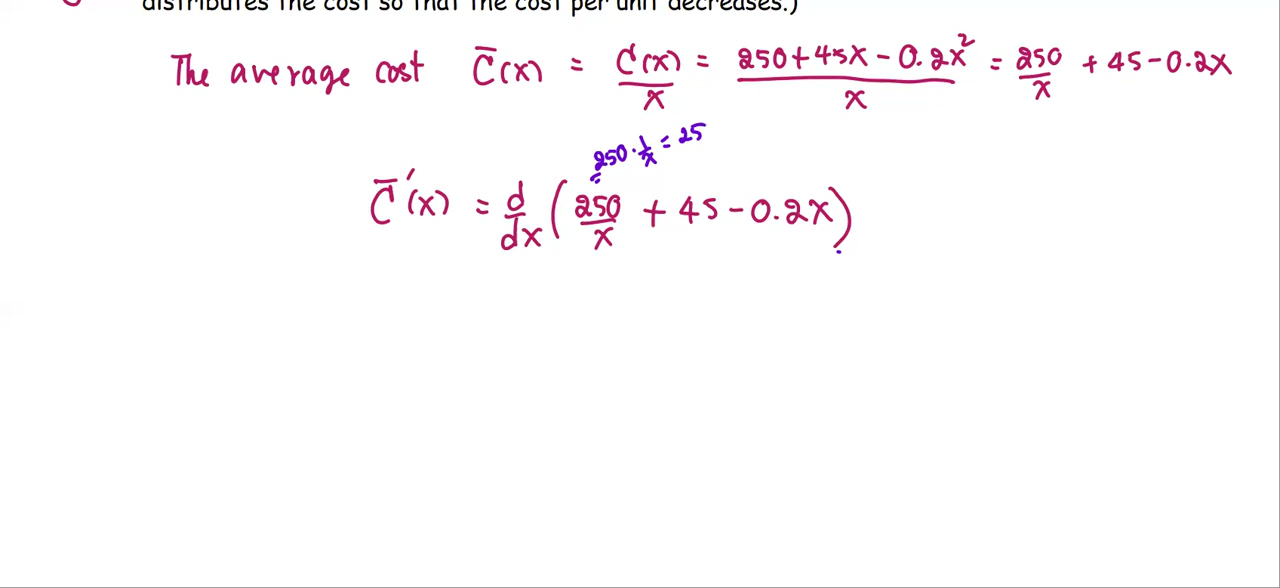 distributes the cost so that the cost per unit decreases.)
The average cost C̅(x) = C(x)/x = (250+45x-0.2x²)/x = 250/x + 45-0.2x
250·1/x = 25
C̅'(x) = d/dx (250/x + 45-0.2x)